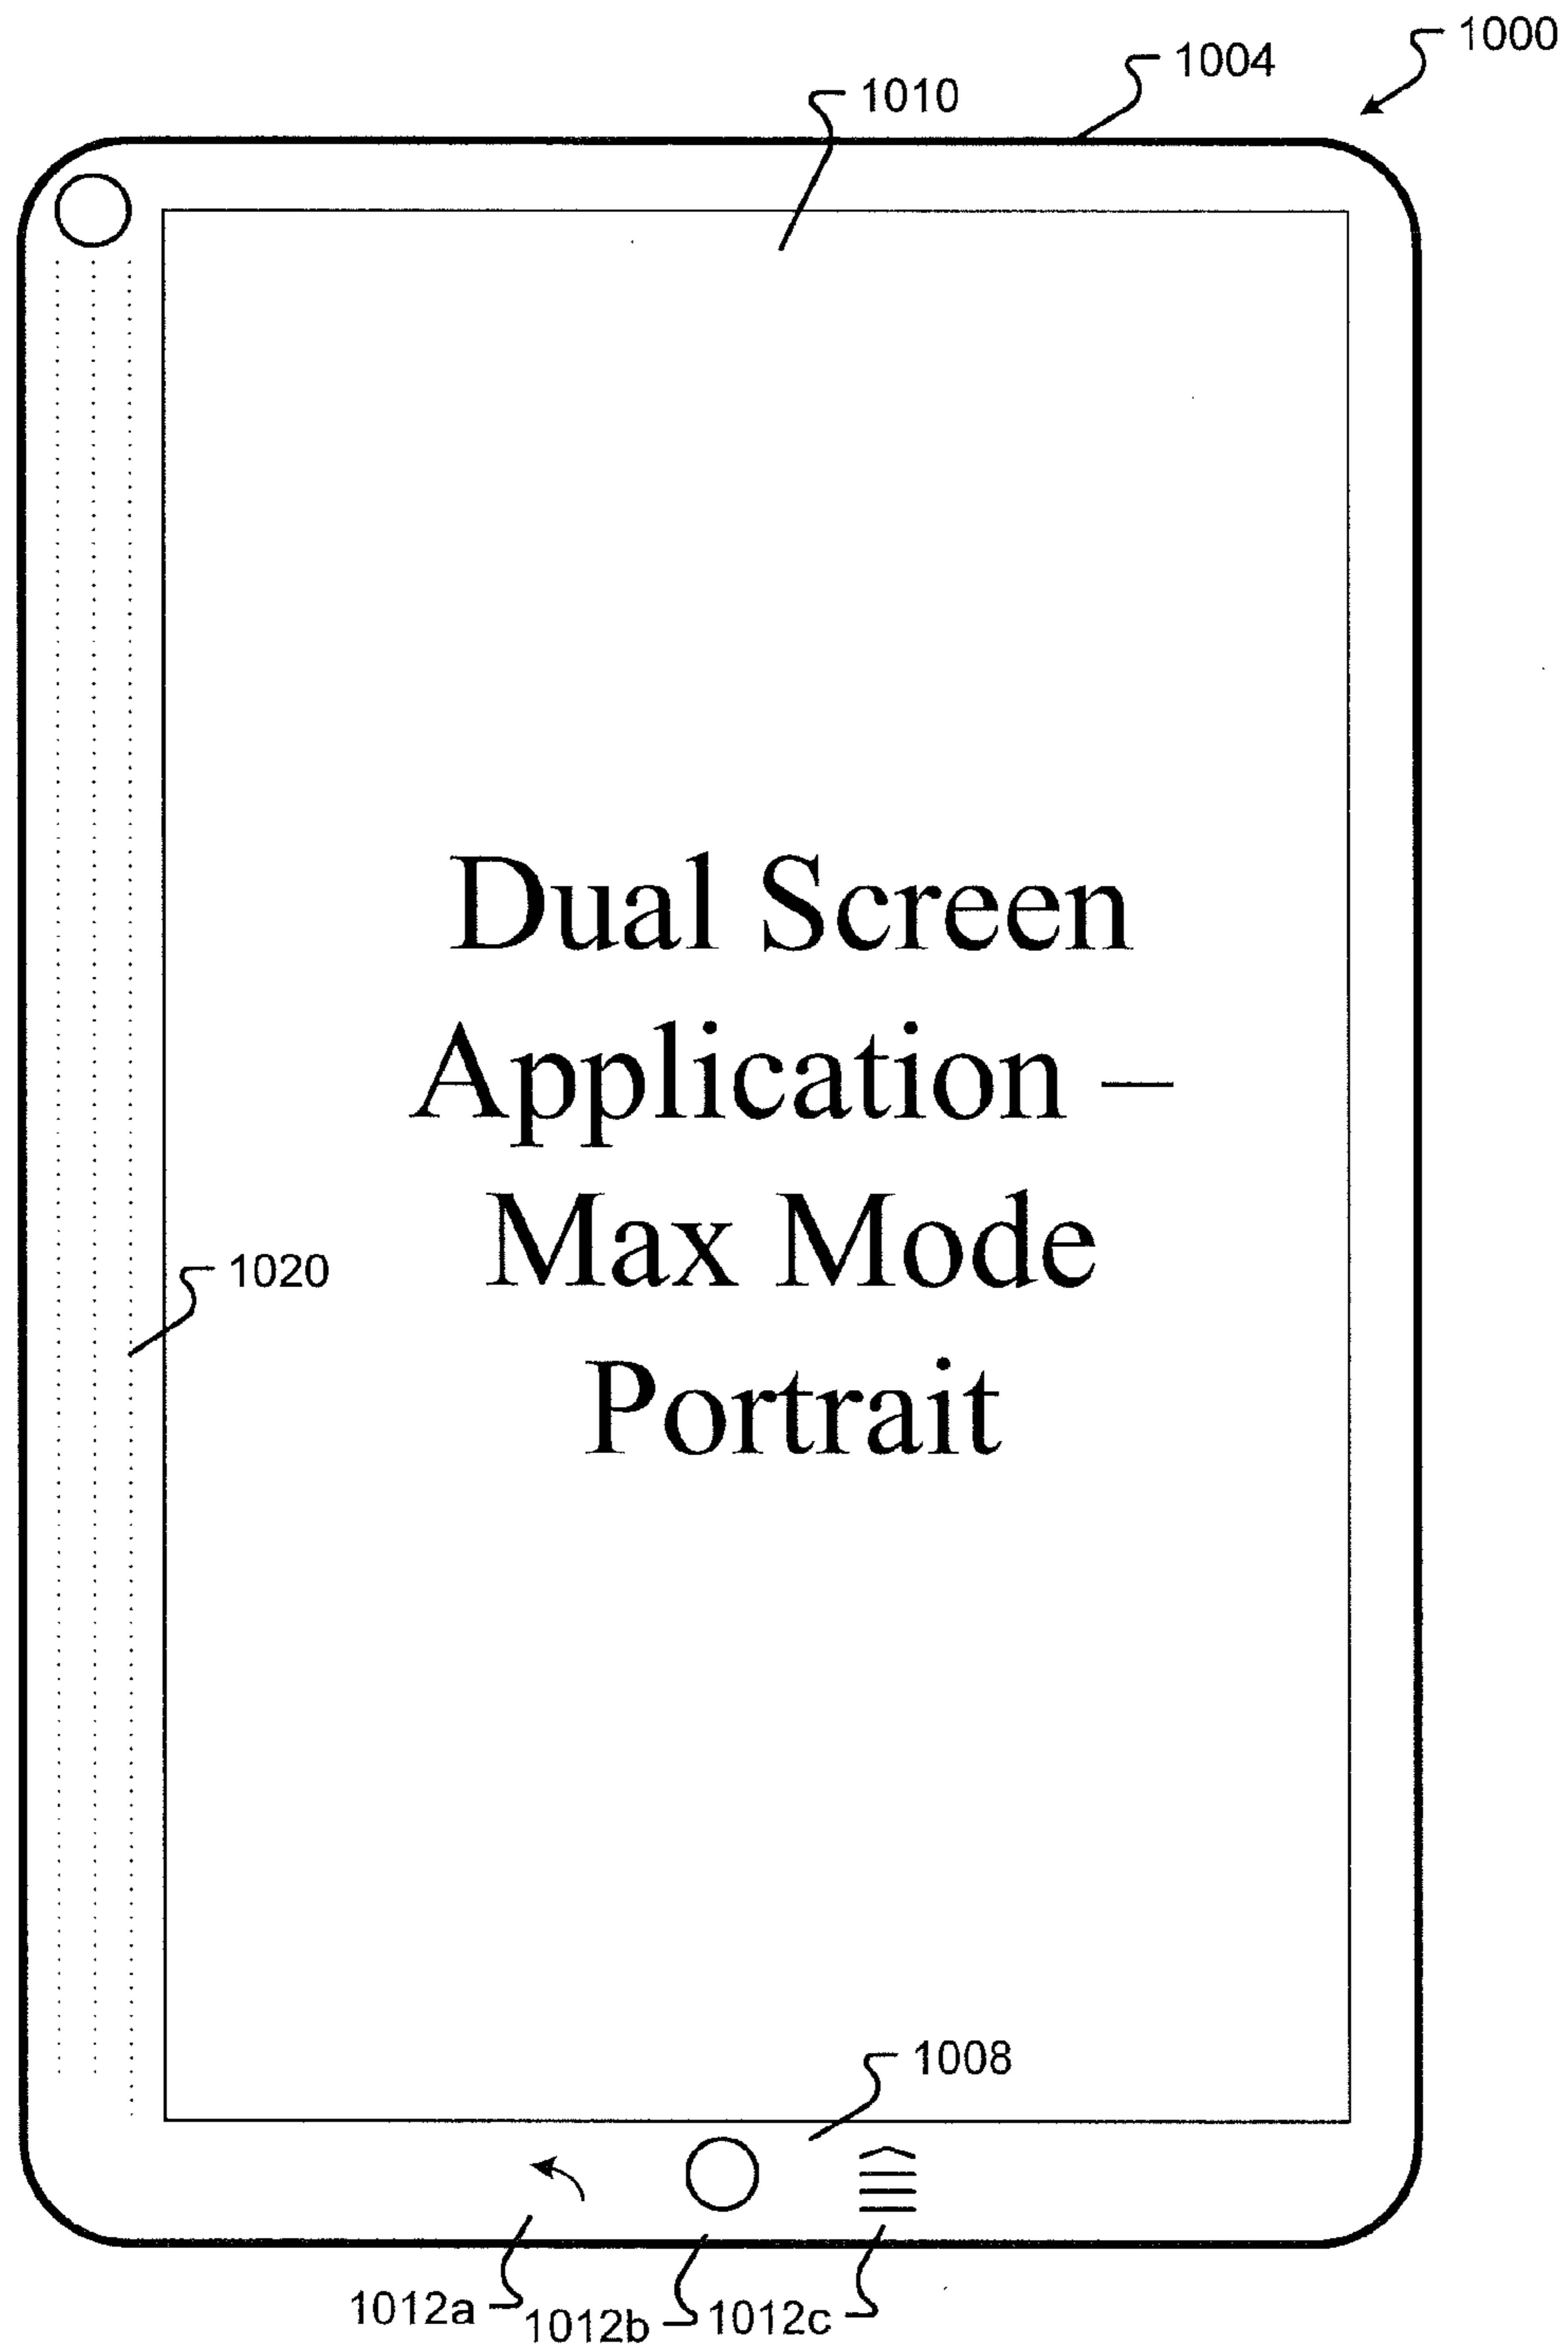 1000
1004
1010
Dual Screen
Application –
Max Mode
Portrait
1020
1008
1012a
1012b
1012c